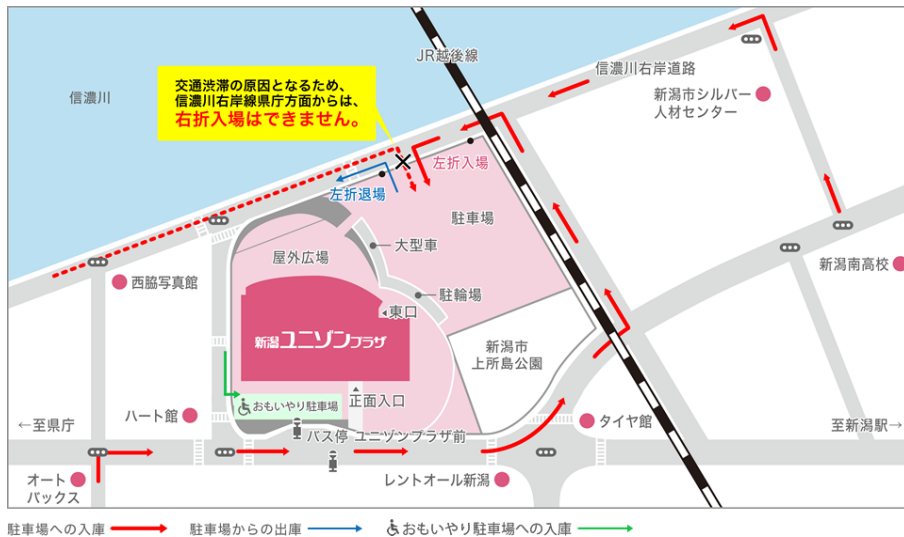 JR越後線
交通渋滞の原因となるため、
信濃川右岸線県庁方面からは、
右折入場はできません。
信濃川
信濃川右岸道路
新潟市シルバー
人材センター
左折入場
左折退場
駐車場
大型車
屋外広場
西脇写真館
新潟南高校
駐輪場
東口
新潟ユニゾンプラザ
新潟市
上所島公園
おもいやり駐車場
正面入口
ハート館
タイヤ館
←至県庁
バス停 ユニゾンプラザ前
至新潟駅→
オート
バックス
レントオール新潟
駐車場への入庫
駐車場からの出庫
おもいやり駐車場への入庫